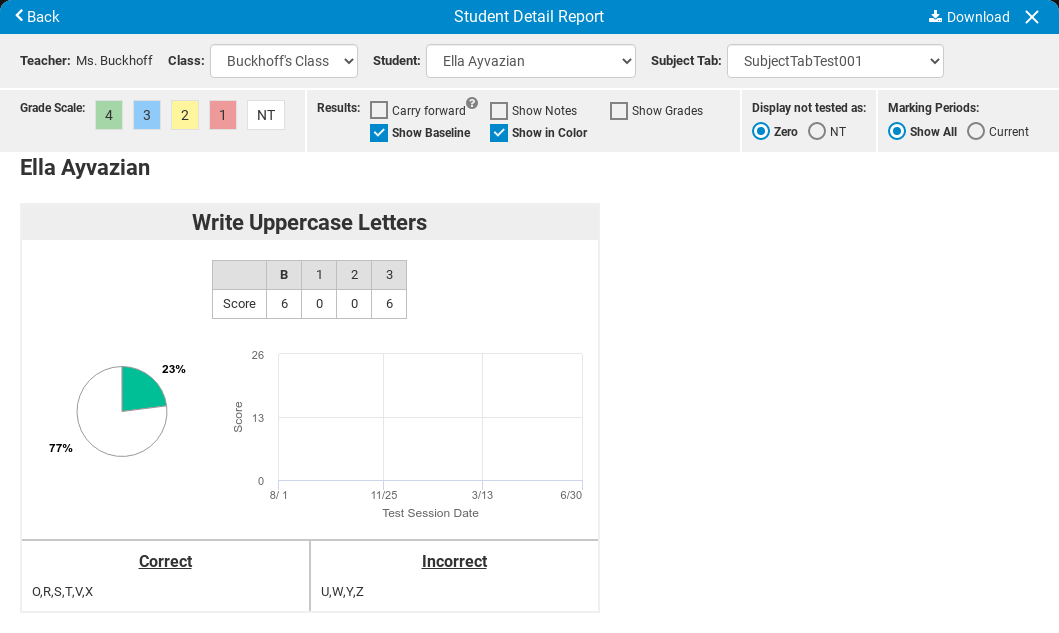 Back
Student Detail Report
Download
Teacher: Ms. Buckhoff Class: Buckhoff's Class Student: Ella Ayvazian Subject Tab: SubjectTabTest001
Grade Scale: 4 3 2 1 NT
Results: Carry forward ? Show Notes Show Grades
Show Baseline Show in Color
Display not tested as:
Zero NT
Marking Periods:
Show All Current
Ella Ayvazian
Write Uppercase Letters
B 1 2 3
Score 6 0 0 6
23%
77%
Score
26
13
0
8/ 1 11/25 3/13 6/30
Test Session Date
Correct
O,R,S,T,V,X
Incorrect
U,W,Y,Z